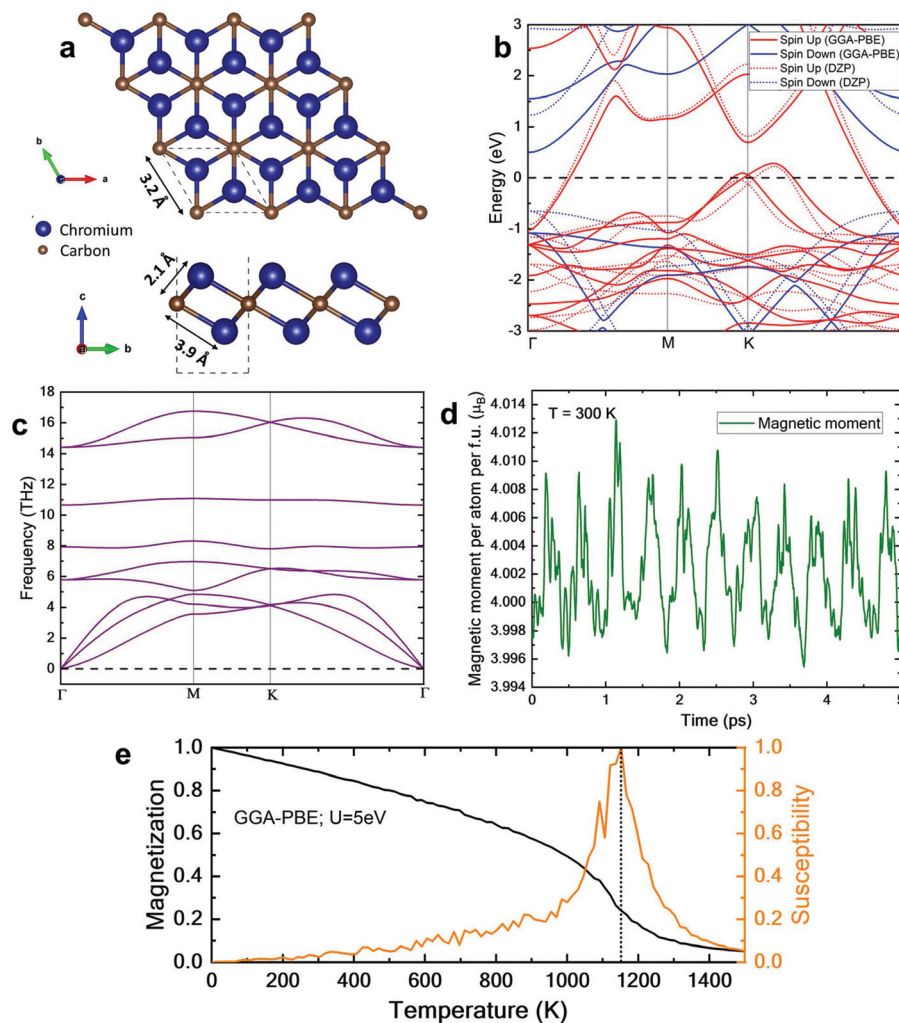 a
b
a
3.2 Å
Chromium
Carbon
2.1 Å
3.9 Å
c
a
b
b
Spin Up (GGA-PBE)
Spin Down (GGA-PBE)
Spin Up (DZP)
Spin Down (DZP)
Energy (eV)
3
2
1
0
-1
-2
-3
Γ M K
c
Frequency (THz)
18
16
14
12
10
8
6
4
2
0
Γ M K Γ
d
T = 300 K
Magnetic moment
Magnetic moment per atom per f.u. (μB)
4.014
4.012
4.010
4.008
4.006
4.004
4.002
4.000
3.998
3.996
3.994
0 1 2 3 4 5
Time (ps)
e
GGA-PBE; U=5eV
Magnetization
1.0
0.8
0.6
0.4
0.2
0.0
Susceptibility
1.0
0.8
0.6
0.4
0.2
0.0
0 200 400 600 800 1000 1200 1400
Temperature (K)